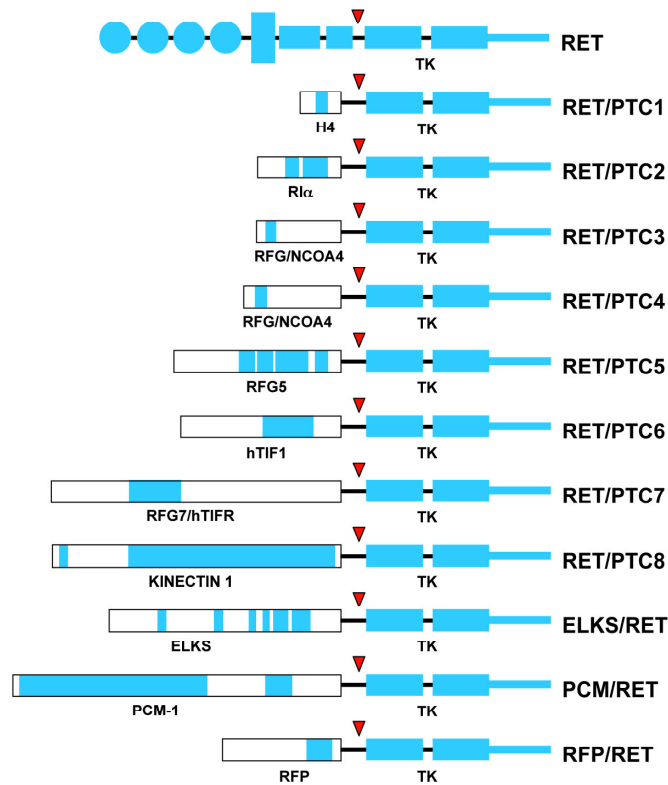 RET
TK
RET/PTC1
H4 TK
RET/PTC2
RIα TK
RET/PTC3
RFG/NCOA4 TK
RET/PTC4
RFG/NCOA4 TK
RET/PTC5
RFG5 TK
RET/PTC6
hTIF1 TK
RET/PTC7
RFG7/hTIFR TK
RET/PTC8
KINECTIN 1 TK
ELKS/RET
ELKS TK
PCM/RET
PCM-1 TK
RFP/RET
RFP TK